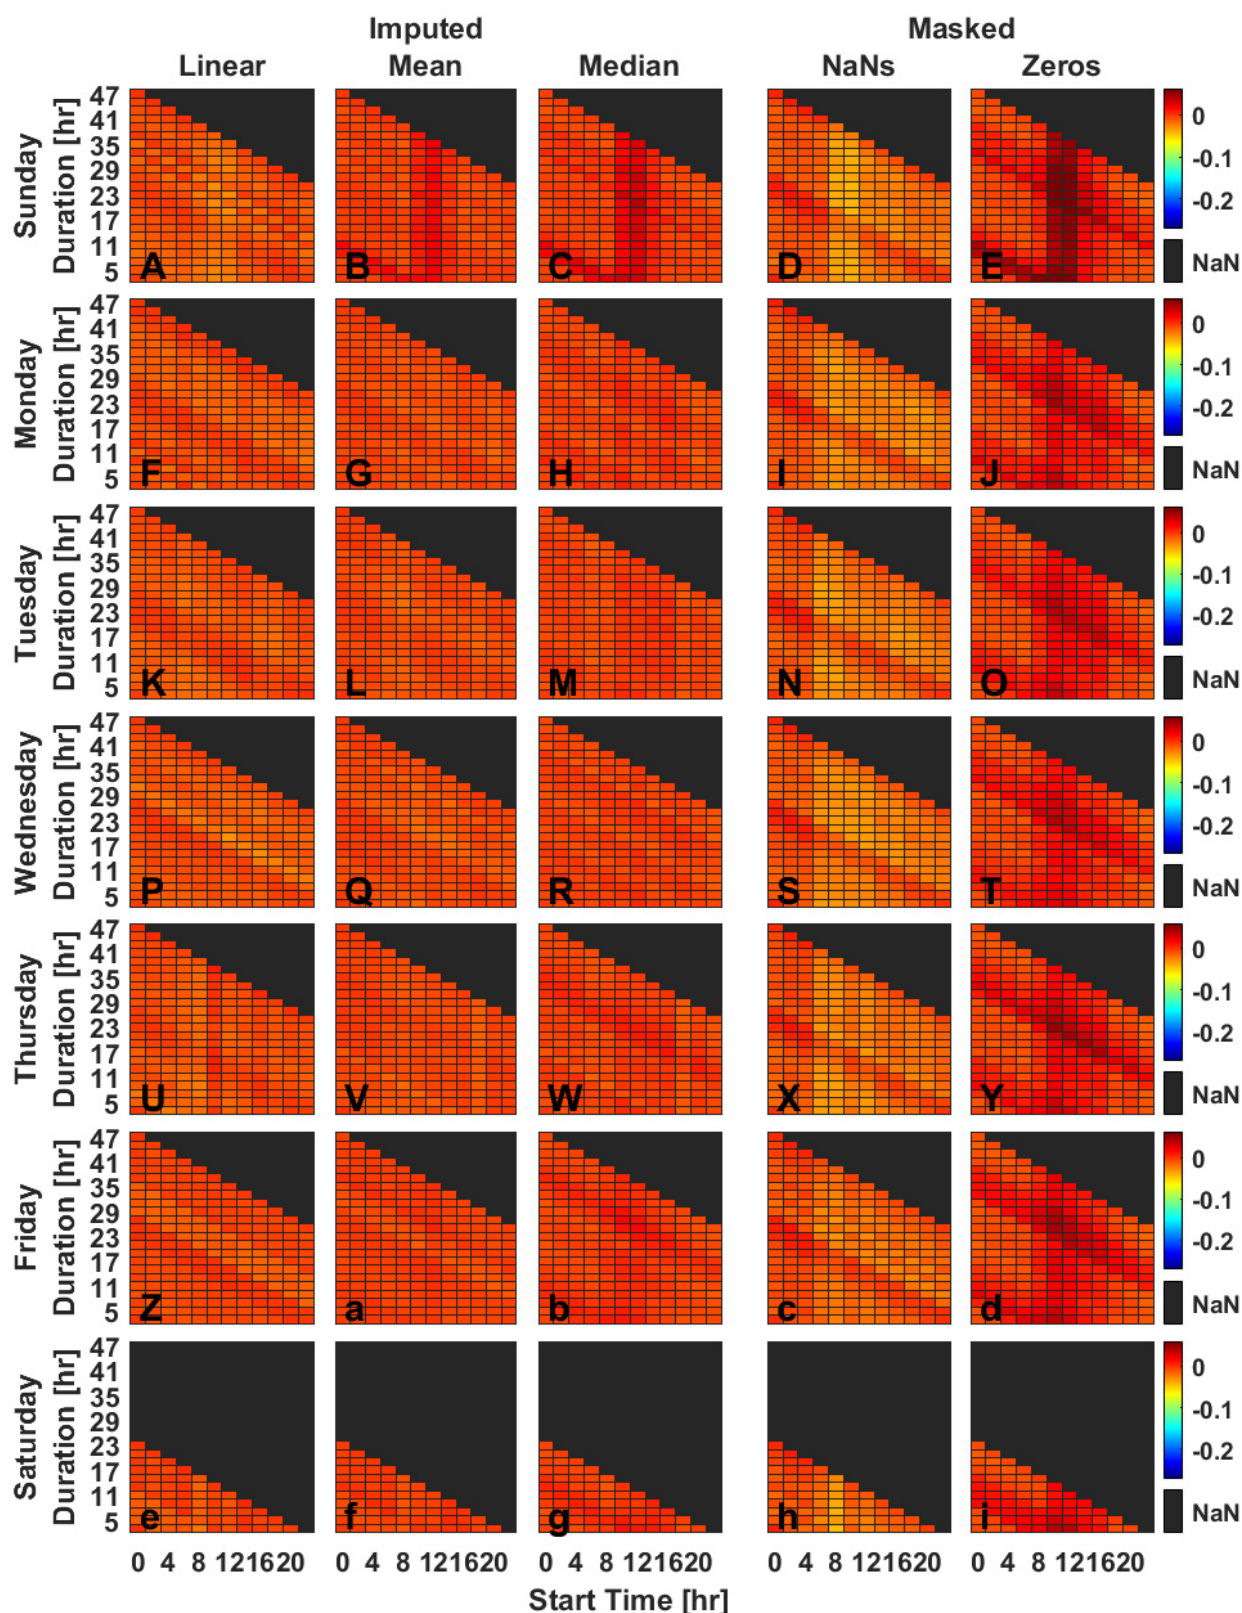 Imputed Masked
Linear Mean Median NaNs Zeros
Sunday
Duration [hr]
47
41
35
29
23
17
11
5
A B C D E
0
-0.1
-0.2
NaN
Monday
Duration [hr]
47
41
35
29
23
17
11
5
F G H I J
0
-0.1
-0.2
NaN
Tuesday
Duration [hr]
47
41
35
29
23
17
11
5
K L M N O
0
-0.1
-0.2
NaN
Wednesday
Duration [hr]
47
41
35
29
23
17
11
5
P Q R S T
0
-0.1
-0.2
NaN
Thursday
Duration [hr]
47
41
35
29
23
17
11
5
U V W X Y
0
-0.1
-0.2
NaN
Friday
Duration [hr]
47
41
35
29
23
17
11
5
Z a b c d
0
-0.1
-0.2
NaN
Saturday
Duration [hr]
47
41
35
29
23
17
11
5
e f g h i
0
-0.1
-0.2
NaN
0 4 8 121620 0 4 8 121620 0 4 8 121620 0 4 8 121620 0 4 8 121620
Start Time [hr]